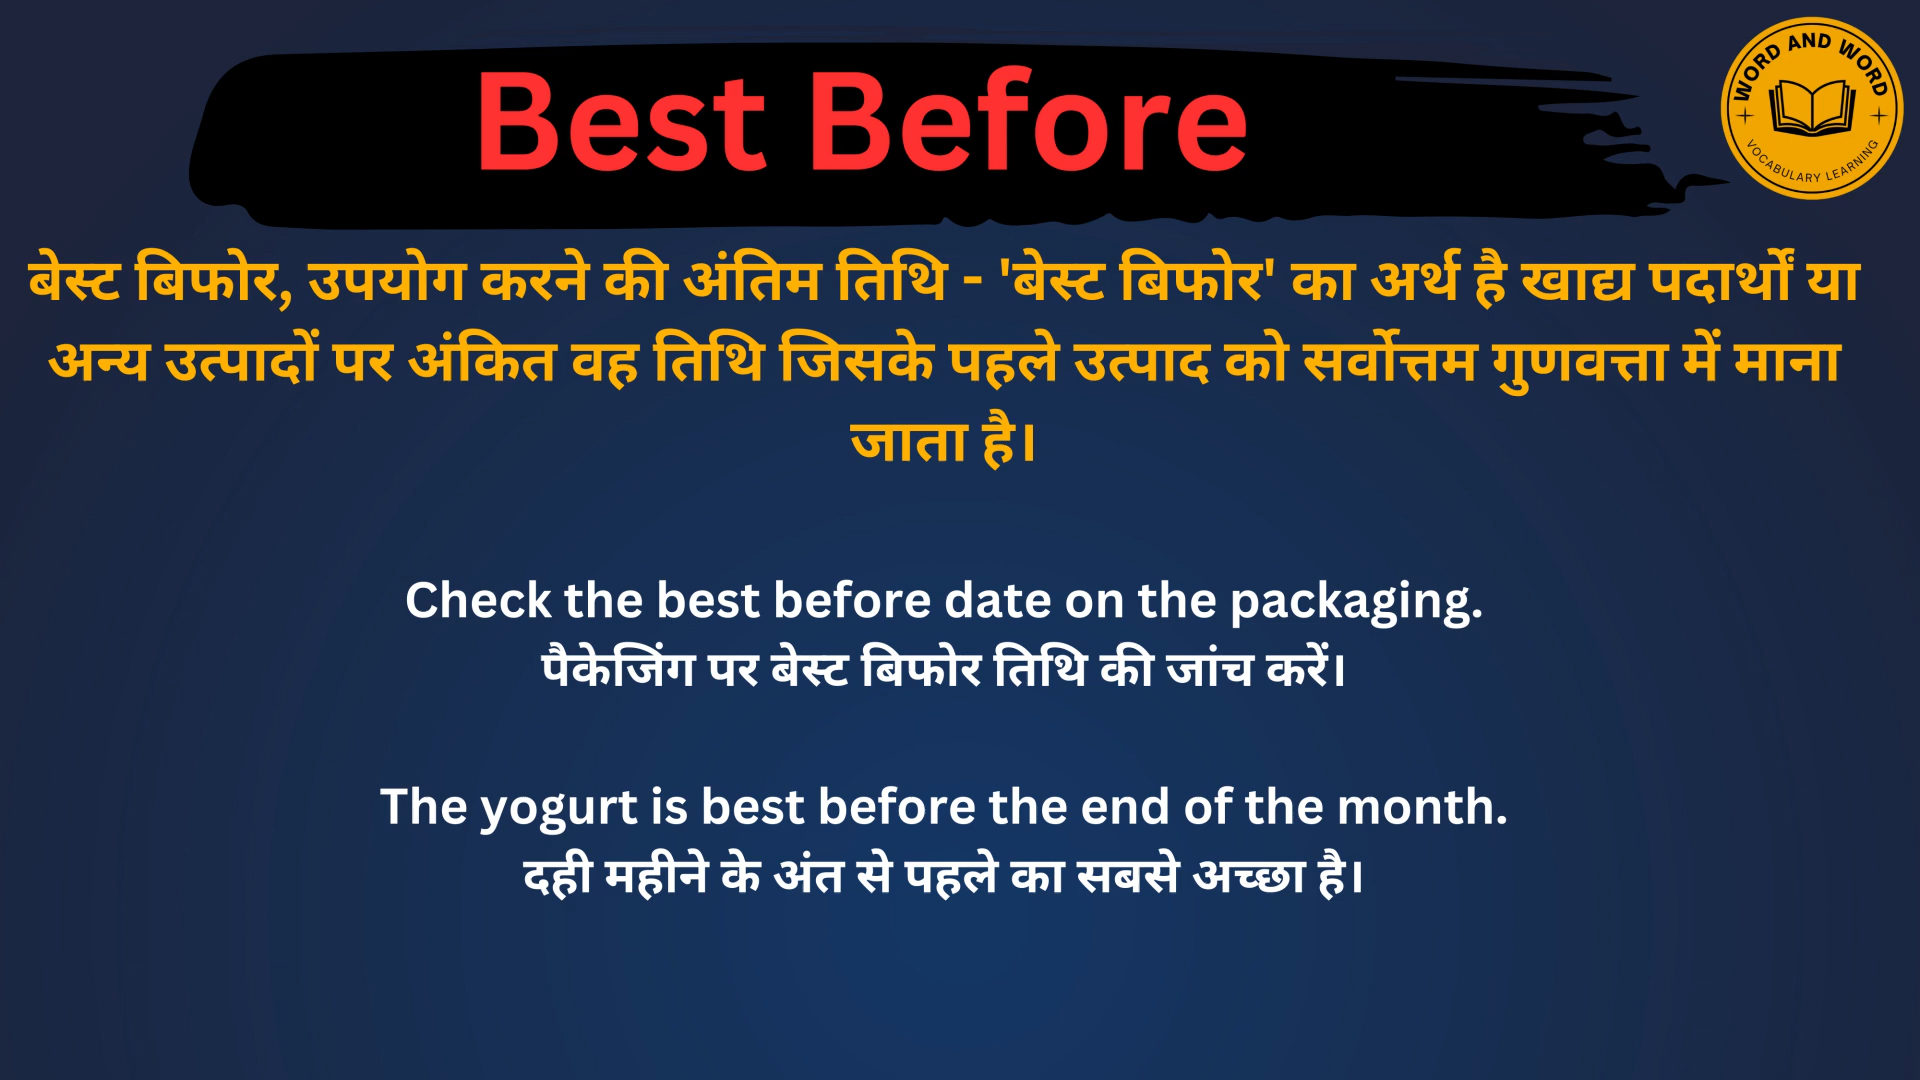 Best Before
WORD AND WORD
VOCABULARY LEARNING
बेस्ट बिफोर, उपयोग करने की अंतिम तिथि - 'बेस्ट बिफोर' का अर्थ है खाद्य पदार्थों या
अन्य उत्पादों पर अंकित वह तिथि जिसके पहले उत्पाद को सर्वोत्तम गुणवत्ता में माना
जाता है।
Check the best before date on the packaging.
पैकेजिंग पर बेस्ट बिफोर तिथि की जांच करें।
The yogurt is best before the end of the month.
दही महीने के अंत से पहले का सबसे अच्छा है।